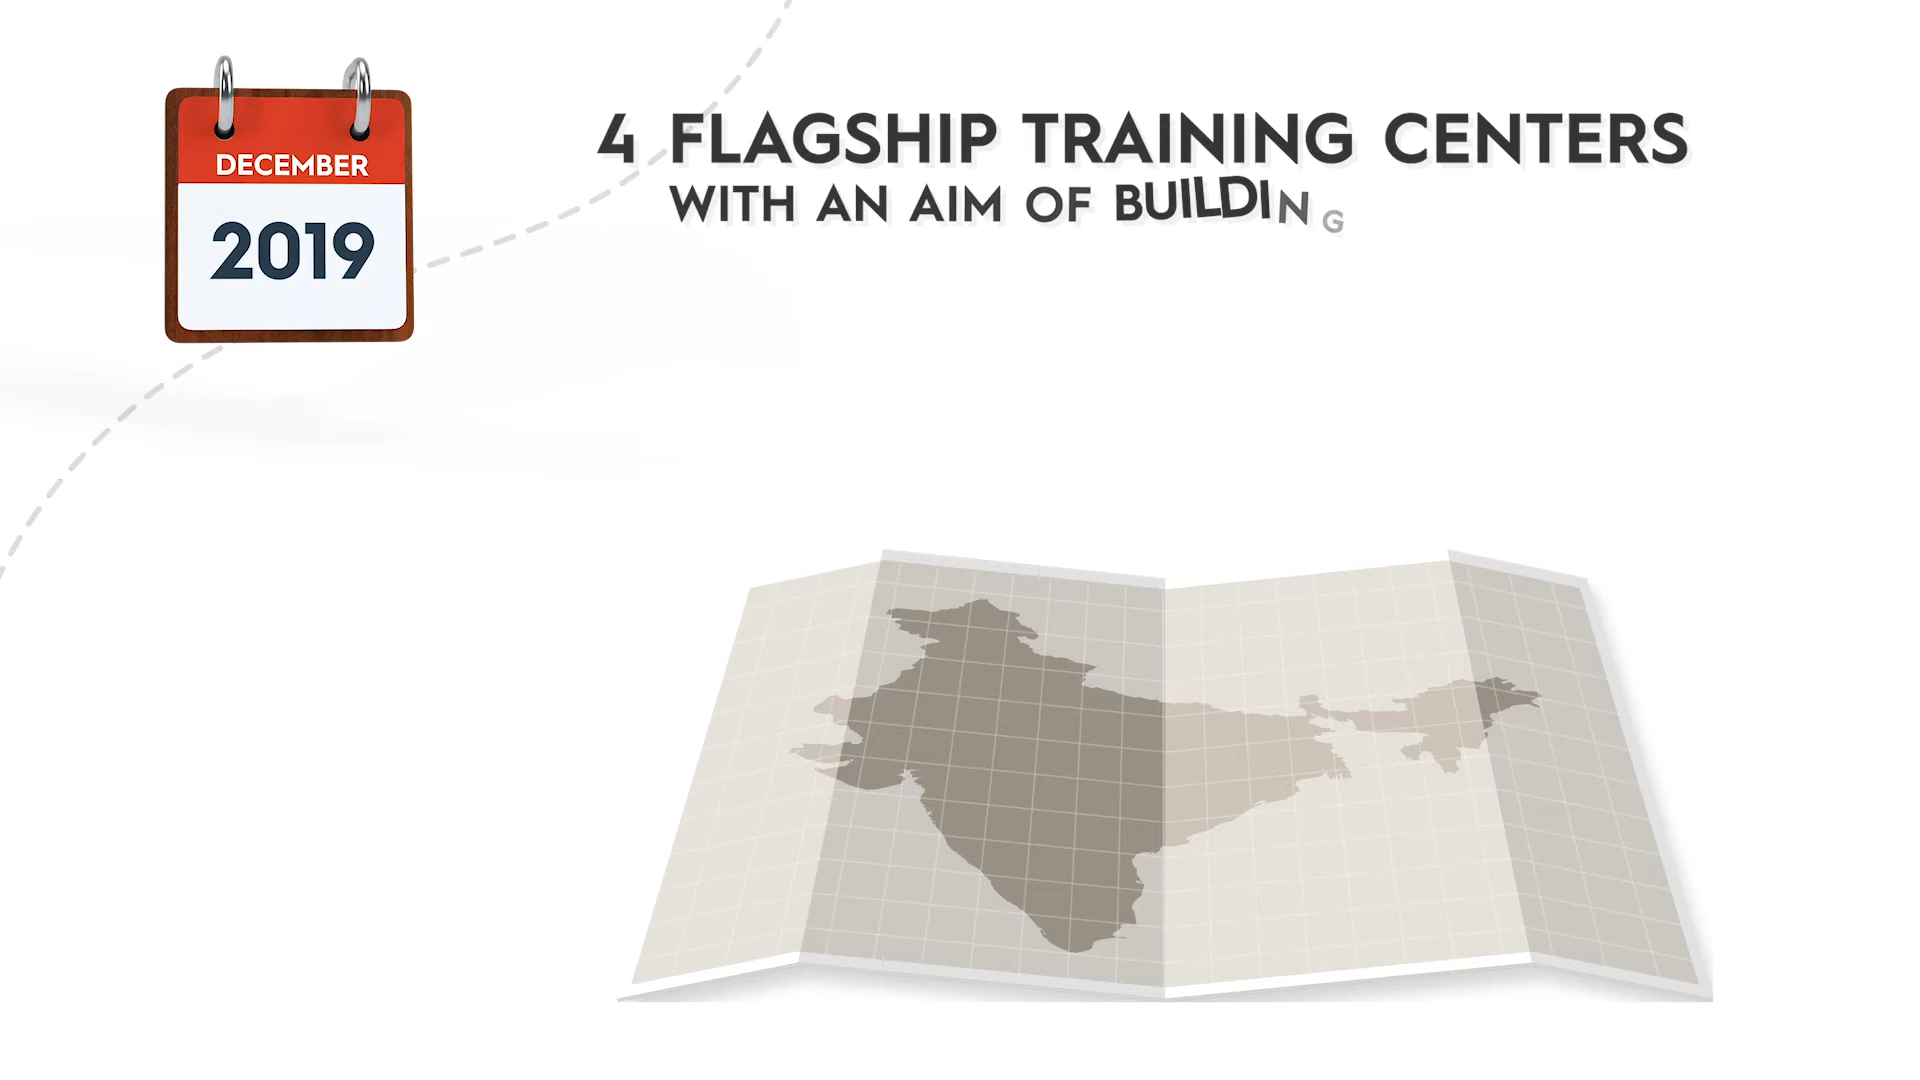 DECEMBER
2019
4 FLAGSHIP TRAINING CENTERS
WITH AN AIM OF BUILDING